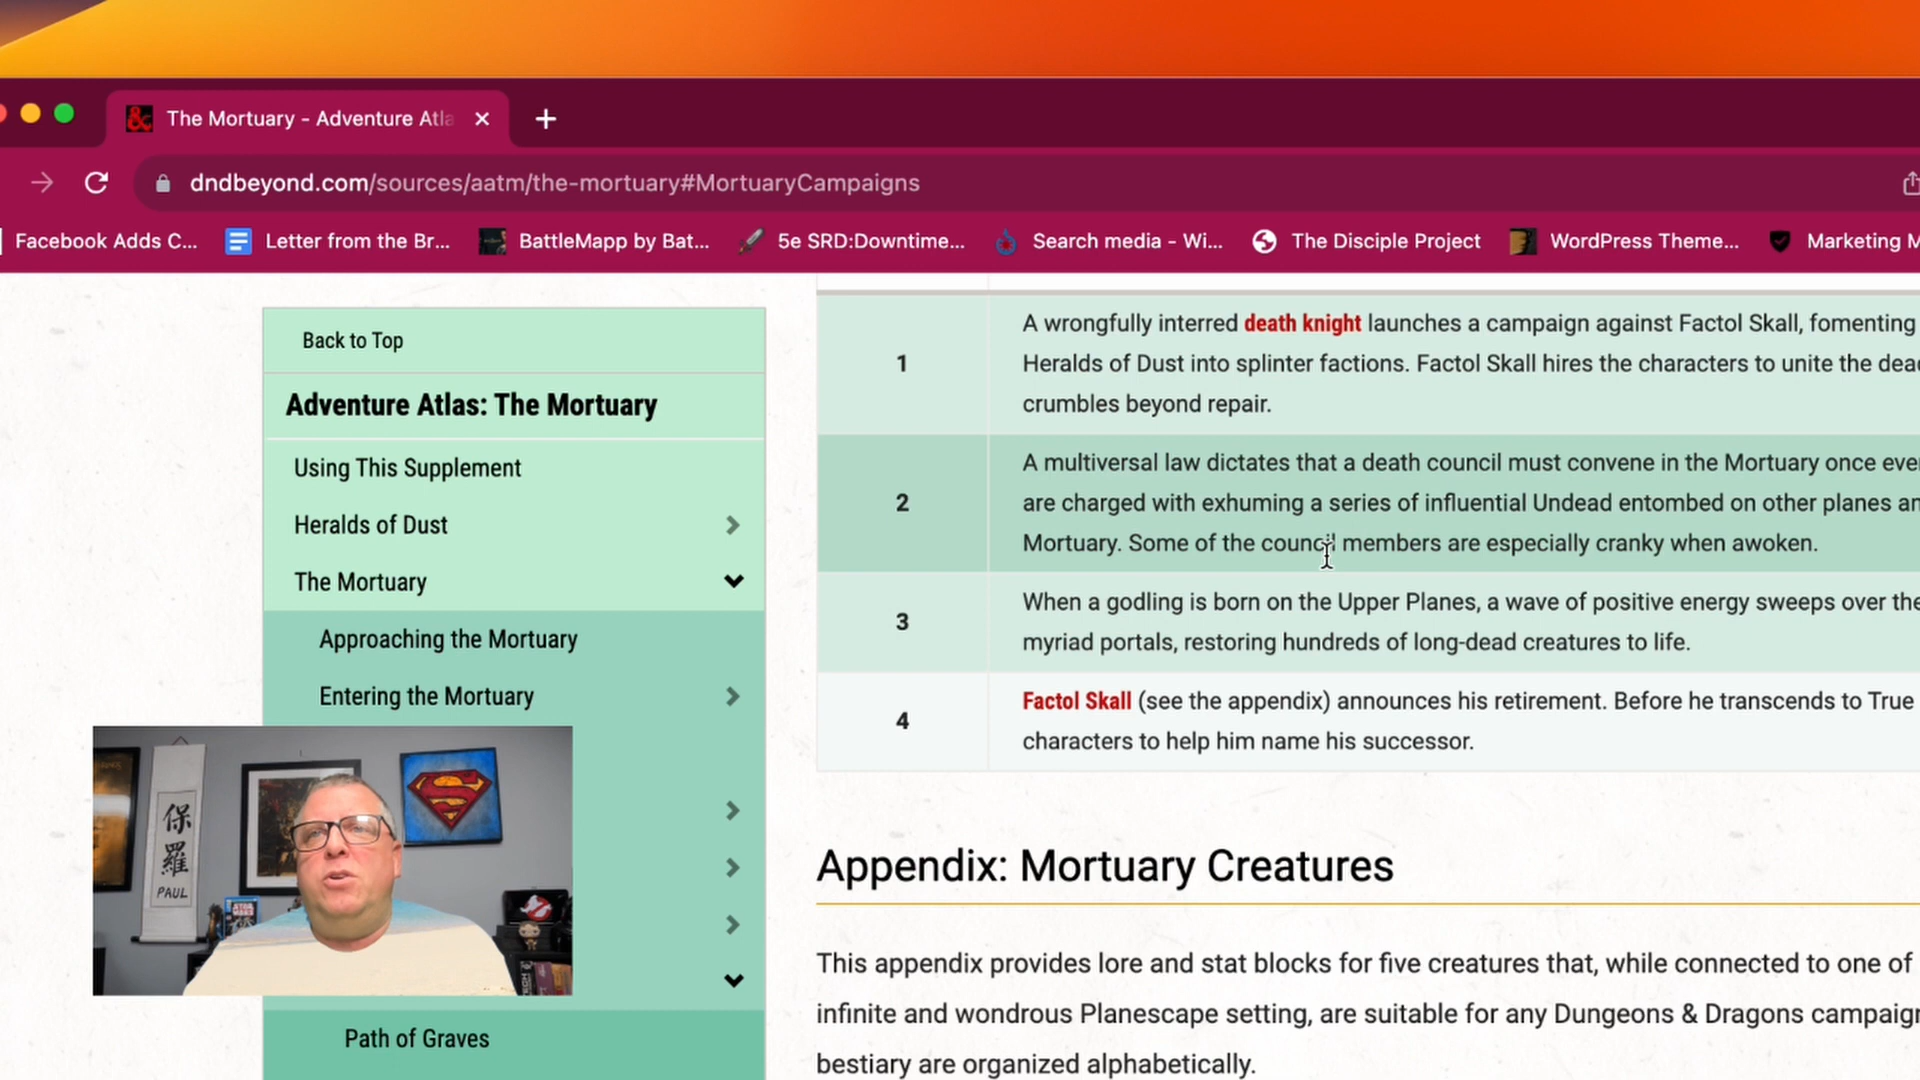 The Mortuary - Adventure Atla
dndbeyond.com/sources/aatm/the-mortuary#MortuaryCampaigns
Facebook Adds C...
Letter from the Br...
BattleMapp by Bat...
5e SRD:Downtime...
Search media - Wi...
The Disciple Project
WordPress Theme...
Marketing M
Back to Top
Adventure Atlas: The Mortuary
Using This Supplement
Heralds of Dust
The Mortuary
Approaching the Mortuary
Entering the Mortuary
Path of Graves
1
A wrongfully interred death knight launches a campaign against Factol Skall, fomenting
Heralds of Dust into splinter factions. Factol Skall hires the characters to unite the dead
crumbles beyond repair.
2
A multiversal law dictates that a death council must convene in the Mortuary once ever
are charged with exhuming a series of influential Undead entombed on other planes an
Mortuary. Some of the council members are especially cranky when awoken.
3
When a godling is born on the Upper Planes, a wave of positive energy sweeps over the
myriad portals, restoring hundreds of long-dead creatures to life.
4
Factol Skall (see the appendix) announces his retirement. Before he transcends to True
characters to help him name his successor.
Appendix: Mortuary Creatures
This appendix provides lore and stat blocks for five creatures that, while connected to one of
infinite and wondrous Planescape setting, are suitable for any Dungeons & Dragons campaign
bestiary are organized alphabetically.
保
羅
PAUL
STAR
WARS